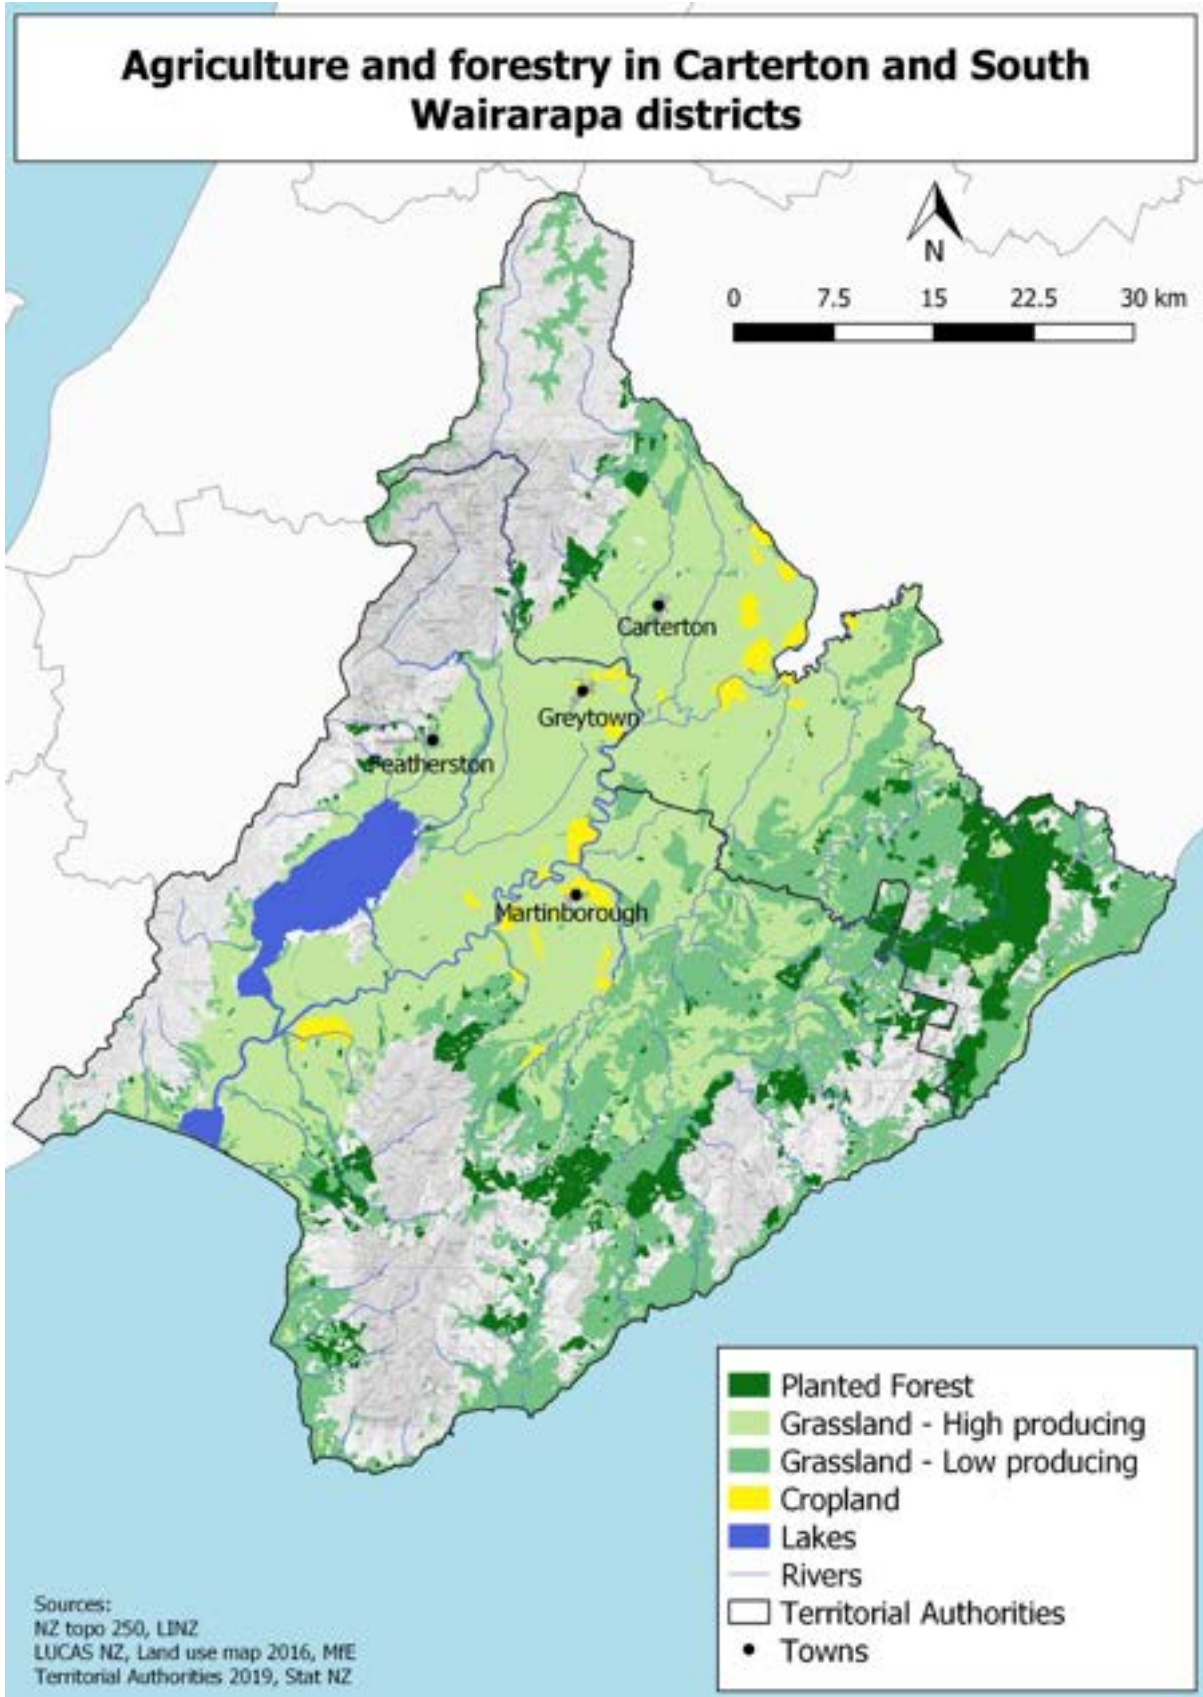 Agriculture and forestry in Carterton and South
Wairarapa districts
N
0 7.5 15 22.5 30 km
Carterton
Greytown
Featherston
Martinborough
Planted Forest
Grassland - High producing
Grassland - Low producing
Cropland
Lakes
Rivers
Territorial Authorities
Towns
Sources:
NZ topo 250, LINZ
LUCAS NZ, Land use map 2016, MfE
Territorial Authorities 2019, Stat NZ